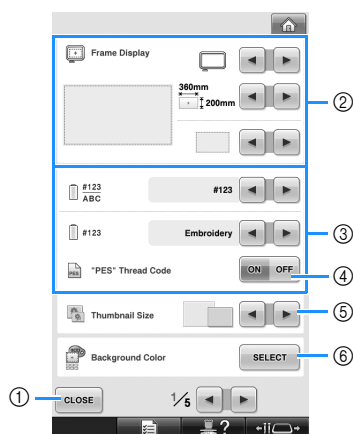 Frame Display
360mm
200mm
②
#123
ABC
#123
#123
Embroidery
③
PES
"PES" Thread Code
ON OFF
④
Thumbnail Size
⑤
Background Color
SELECT
⑥
①
CLOSE
1/5
?